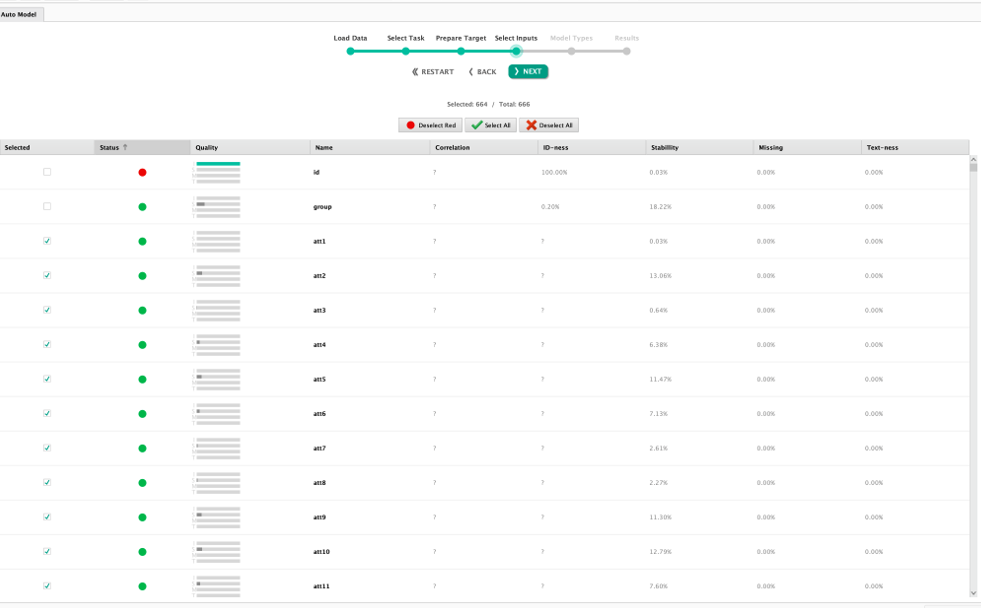 Auto Model
Load Data Select Task Prepare Target Select Inputs Model Types Results
RESTART BACK NEXT
Selected: 664 / Total: 666
Deselect Red Select All Deselect All
Selected Status ↑ Quality Name Correlation ID-ness Stabillity Missing Text-ness
id ? 100.00% 0.03% 0.00% 0.00%
group ? 0.20% 18.22% 0.00% 0.00%
att1 ? ? 0.03% 0.00% 0.00%
att2 ? ? 13.06% 0.00% 0.00%
att3 ? ? 0.64% 0.00% 0.00%
att4 ? ? 6.38% 0.00% 0.00%
att5 ? ? 11.47% 0.00% 0.00%
att6 ? ? 7.13% 0.00% 0.00%
att7 ? ? 2.61% 0.00% 0.00%
att8 ? ? 2.27% 0.00% 0.00%
att9 ? ? 11.30% 0.00% 0.00%
att10 ? ? 12.79% 0.00% 0.00%
att11 ? ? 7.60% 0.00% 0.00%